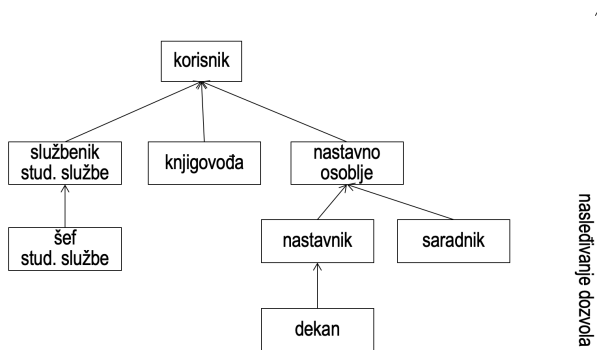 korisnik
službenik
stud. službe
knjigovođa
nastavno
osoblje
šef
stud. službe
nastavnik
saradnik
dekan
nasleđivanje dozvola